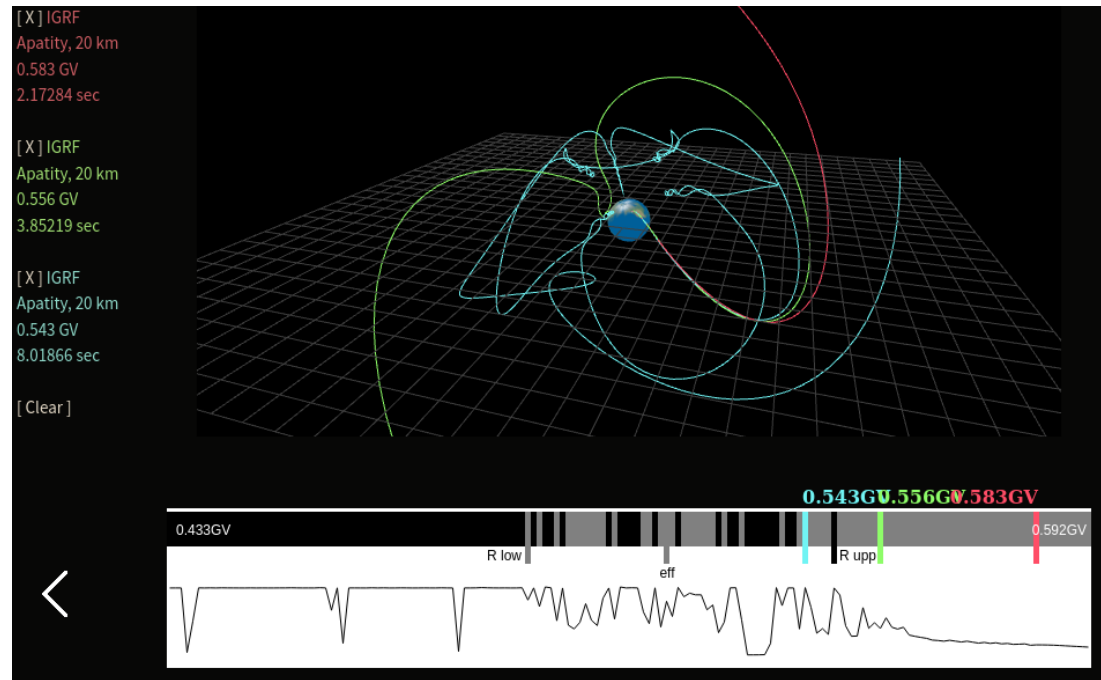 [ X ] IGRF
Apatity, 20 km
0.583 GV
2.17284 sec
[ X ] IGRF
Apatity, 20 km
0.556 GV
3.85219 sec
[ X ] IGRF
Apatity, 20 km
0.543 GV
8.01866 sec
[ Clear ]
0.543GV 0.556GV 0.583GV
0.433GV 0.592GV
R low R upp
eff